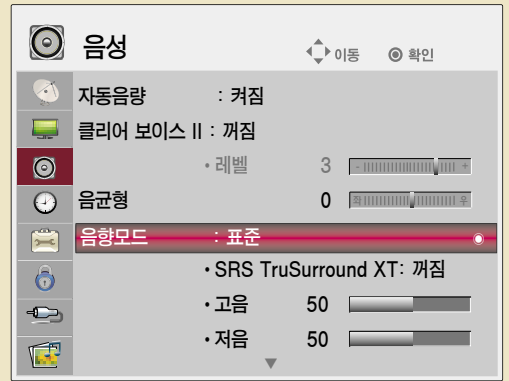 음성 이동 확인
자동음량 : 켜짐
클리어 보이스 II : 꺼짐
• 레벨 3 - +
음균형 0 좌 우
음향모드 : 표준
• SRS TruSurround XT: 꺼짐
• 고음 50
• 저음 50